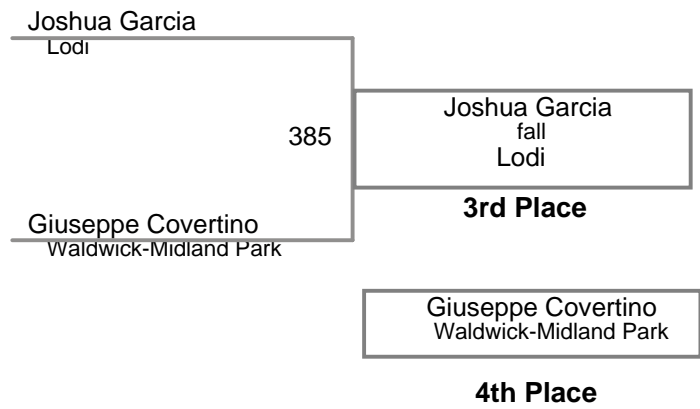 Joshua Garcia
Lodi
385
Joshua Garcia
fall
Lodi
3rd Place
Giuseppe Covertino
Waldwick-Midland Park
Giuseppe Covertino
Waldwick-Midland Park
4th Place